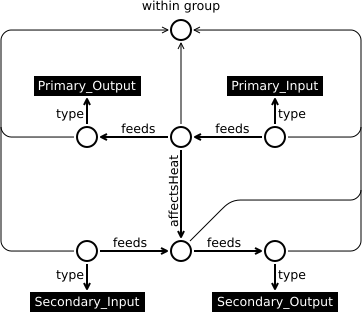 within group
Primary_Output
Primary_Input
type
type
feeds
feeds
affectsHeat
feeds
feeds
type
type
Secondary_Input
Secondary_Output